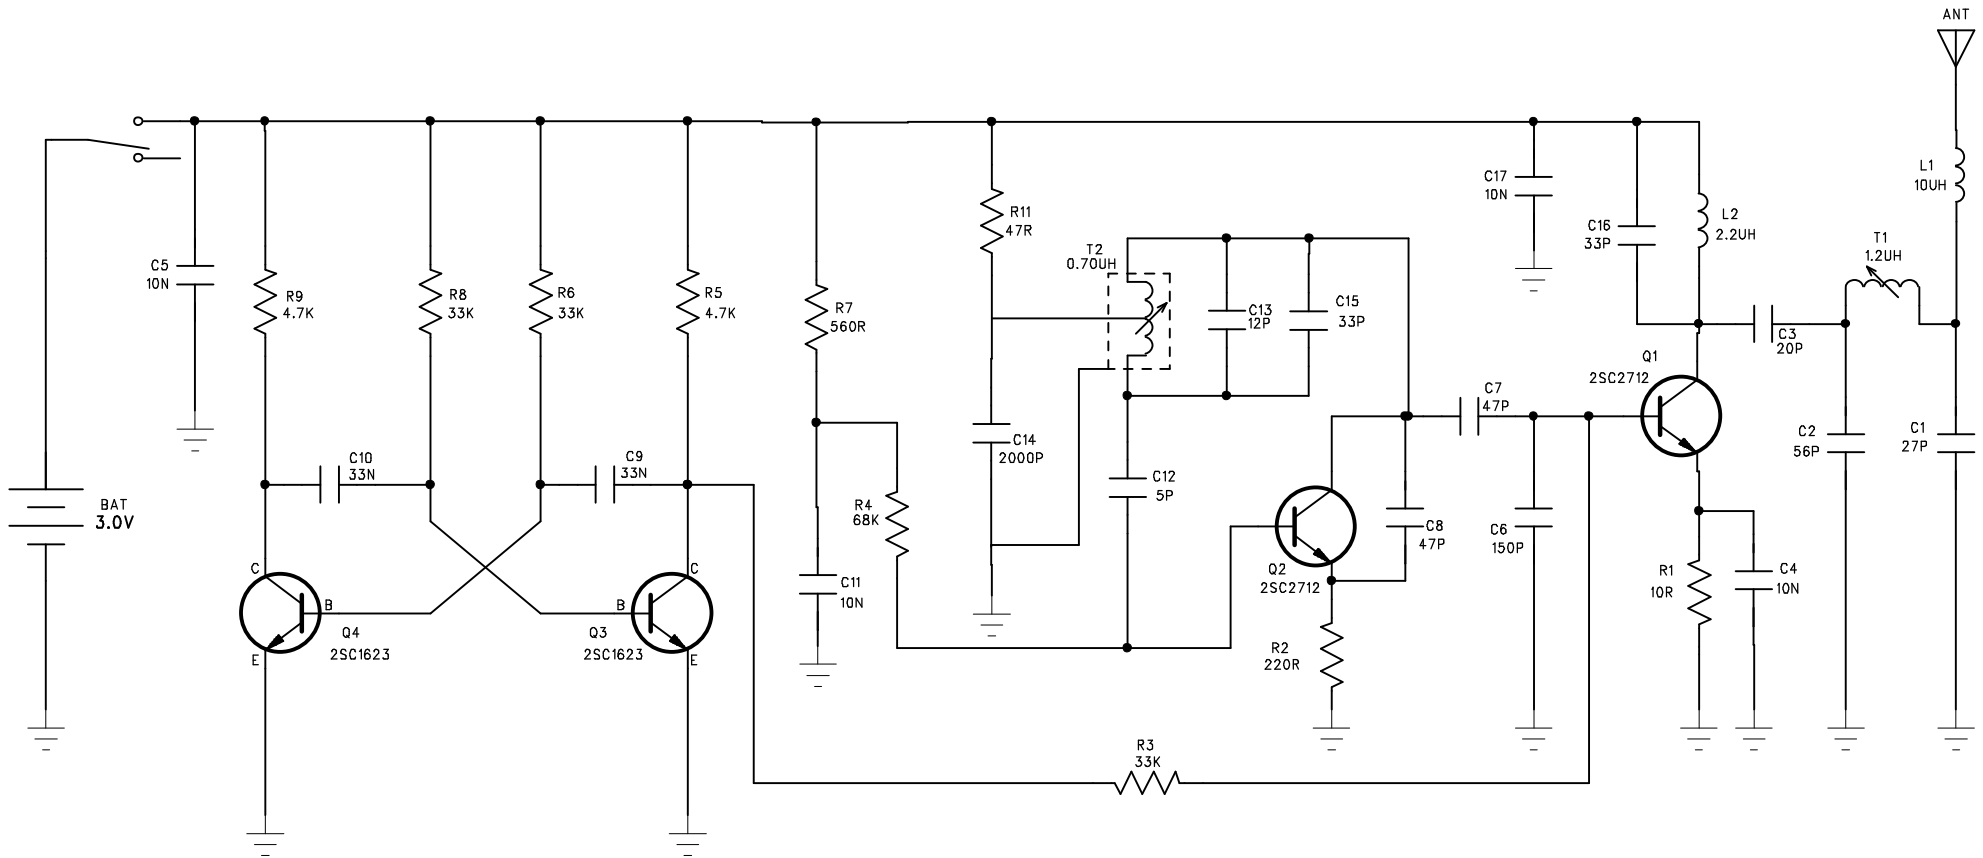 ANT
L1
10UH
C17
10N
C16
33P
L2
2.2UH
T1
1.2UH
R11
47R
T2
0.70UH
C5
10N
R9
4.7K
R8
33K
R6
33K
R5
4.7K
R7
560R
C13
12P
C15
33P
C3
20P
Q1
2SC2712
C7
47P
C14
2000P
C10
33N
C9
33N
C12
5P
C2
56P
C1
27P
BAT
3.0V
R4
68K
C8
47P
C6
150P
C
B
E
Q4
2SC1623
C
B
E
Q3
2SC1623
C11
10N
Q2
2SC2712
R1
10R
C4
10N
R2
220R
R3
33K